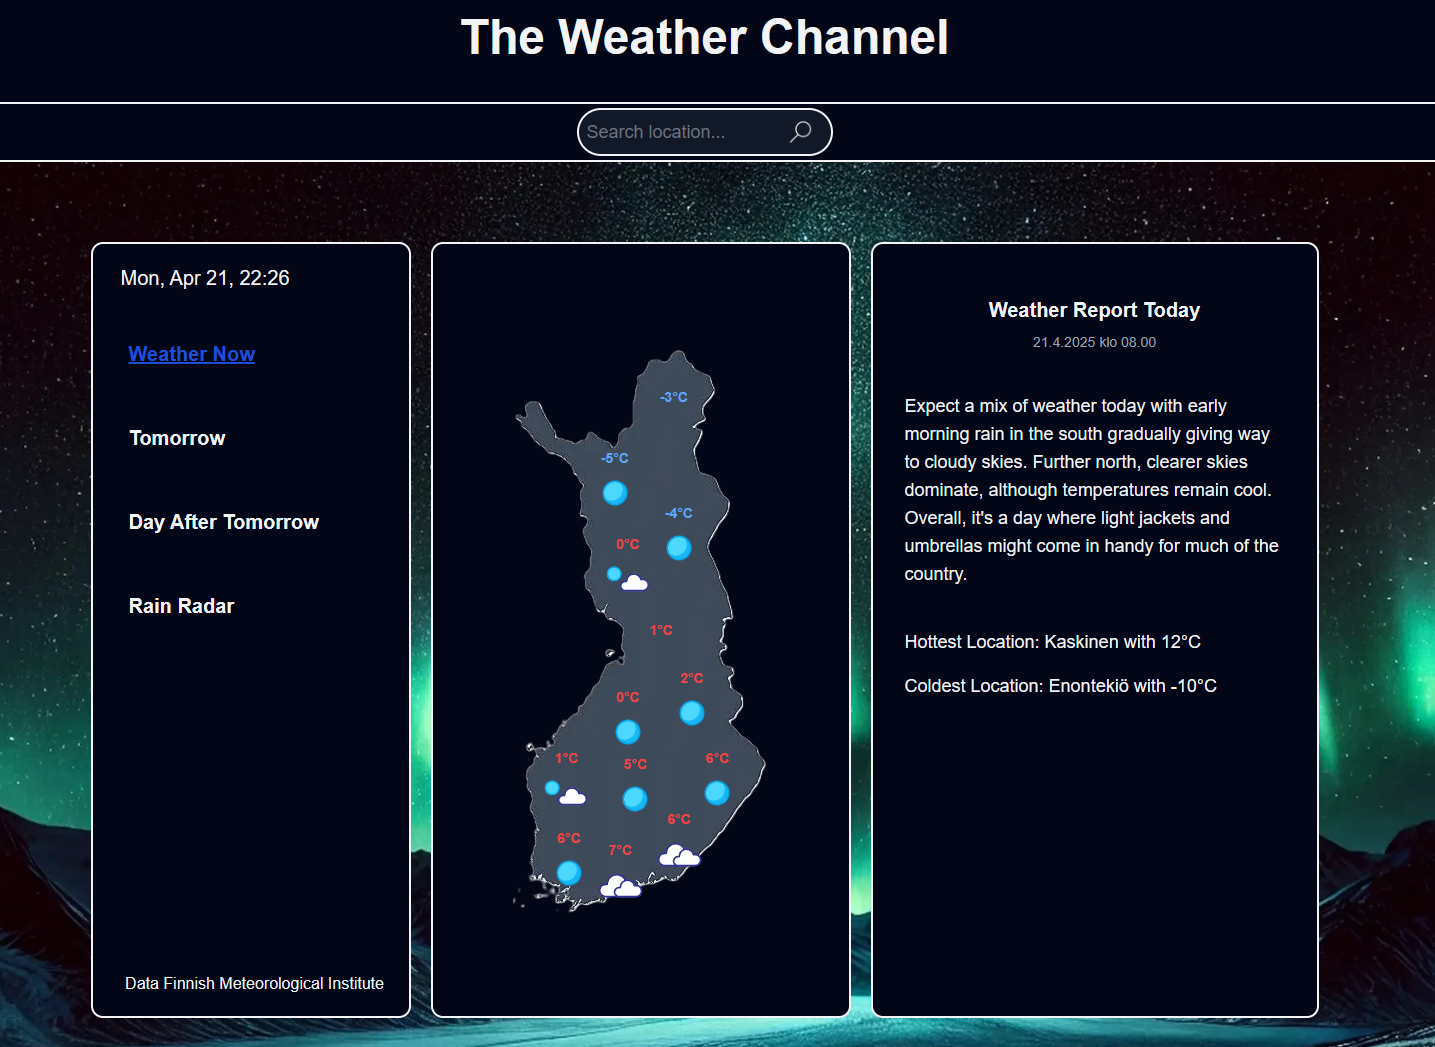 The Weather Channel
Search location...
Mon, Apr 21, 22:26
Weather Now
Tomorrow
Day After Tomorrow
Rain Radar
Data Finnish Meteorological Institute
-3°C
-5°C
-4°C
0°C
1°C
2°C
0°C
1°C
5°C
6°C
6°C
6°C
7°C
Weather Report Today
21.4.2025 klo 08.00
Expect a mix of weather today with early
morning rain in the south gradually giving way
to cloudy skies. Further north, clearer skies
dominate, although temperatures remain cool.
Overall, it's a day where light jackets and
umbrellas might come in handy for much of the
country.
Hottest Location: Kaskinen with 12°C
Coldest Location: Enontekiö with -10°C